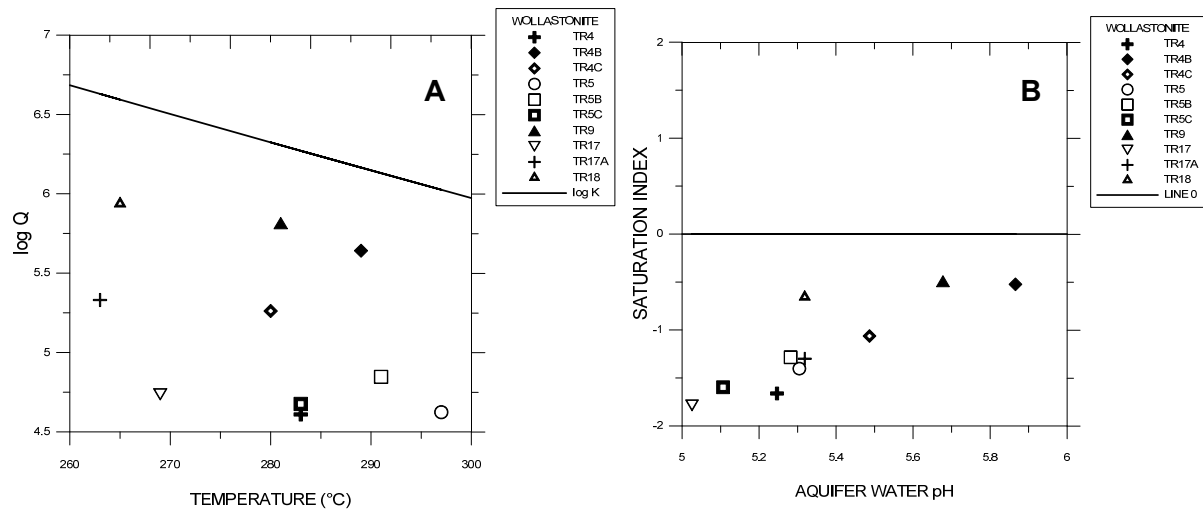 WOLLASTONITE
TR4
TR4B
TR4C
TR5
TR5B
TR5C
TR9
TR17
TR17A
TR18
log K
A
7
6.5
6
5.5
5
4.5
log Q
260 270 280 290 300
TEMPERATURE (°C)
WOLLASTONITE
TR4
TR4B
TR4C
TR5
TR5B
TR5C
TR9
TR17
TR17A
TR18
LINE 0
B
2
1
0
-1
-2
SATURATION INDEX
5 5.2 5.4 5.6 5.8 6
AQUIFER WATER pH